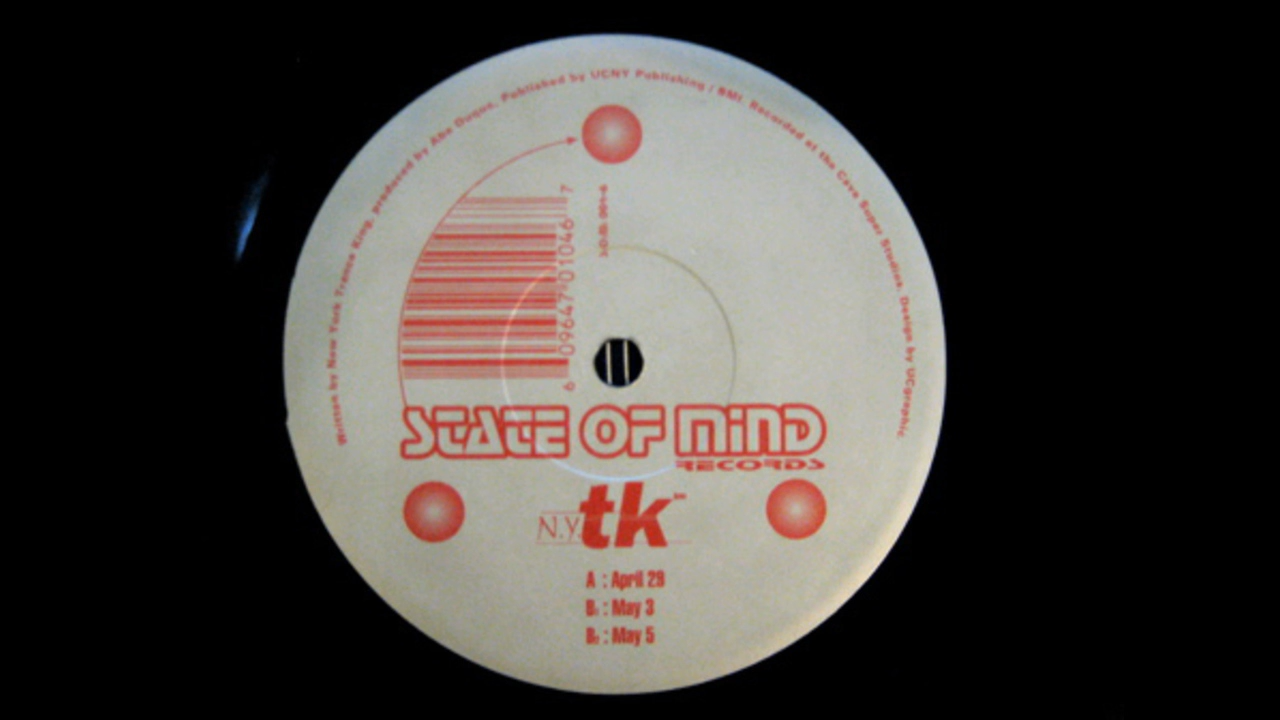 Written by New York Trance King, produced by Abe Duque, Published by UCNY Publishing / BMI. Recorded at the Cave Super Studios. Design by UCgraphic
6 09647 01046 7
STATE OF MIND
RECORDS
N.Y. tk
A : April 29
B1 : May 3
B2 : May 5